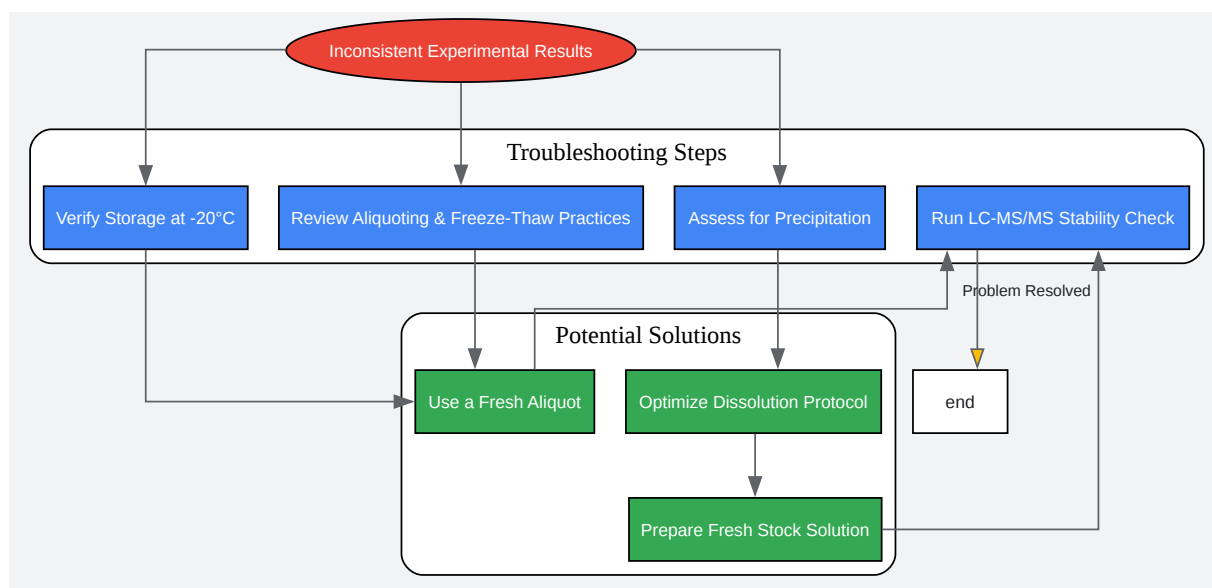 Inconsistent Experimental Results
Troubleshooting Steps
Verify Storage at -20°C
Review Aliquoting & Freeze-Thaw Practices
Assess for Precipitation
Run LC-MS/MS Stability Check
Problem Resolved
Potential Solutions
Use a Fresh Aliquot
Optimize Dissolution Protocol
end
Prepare Fresh Stock Solution